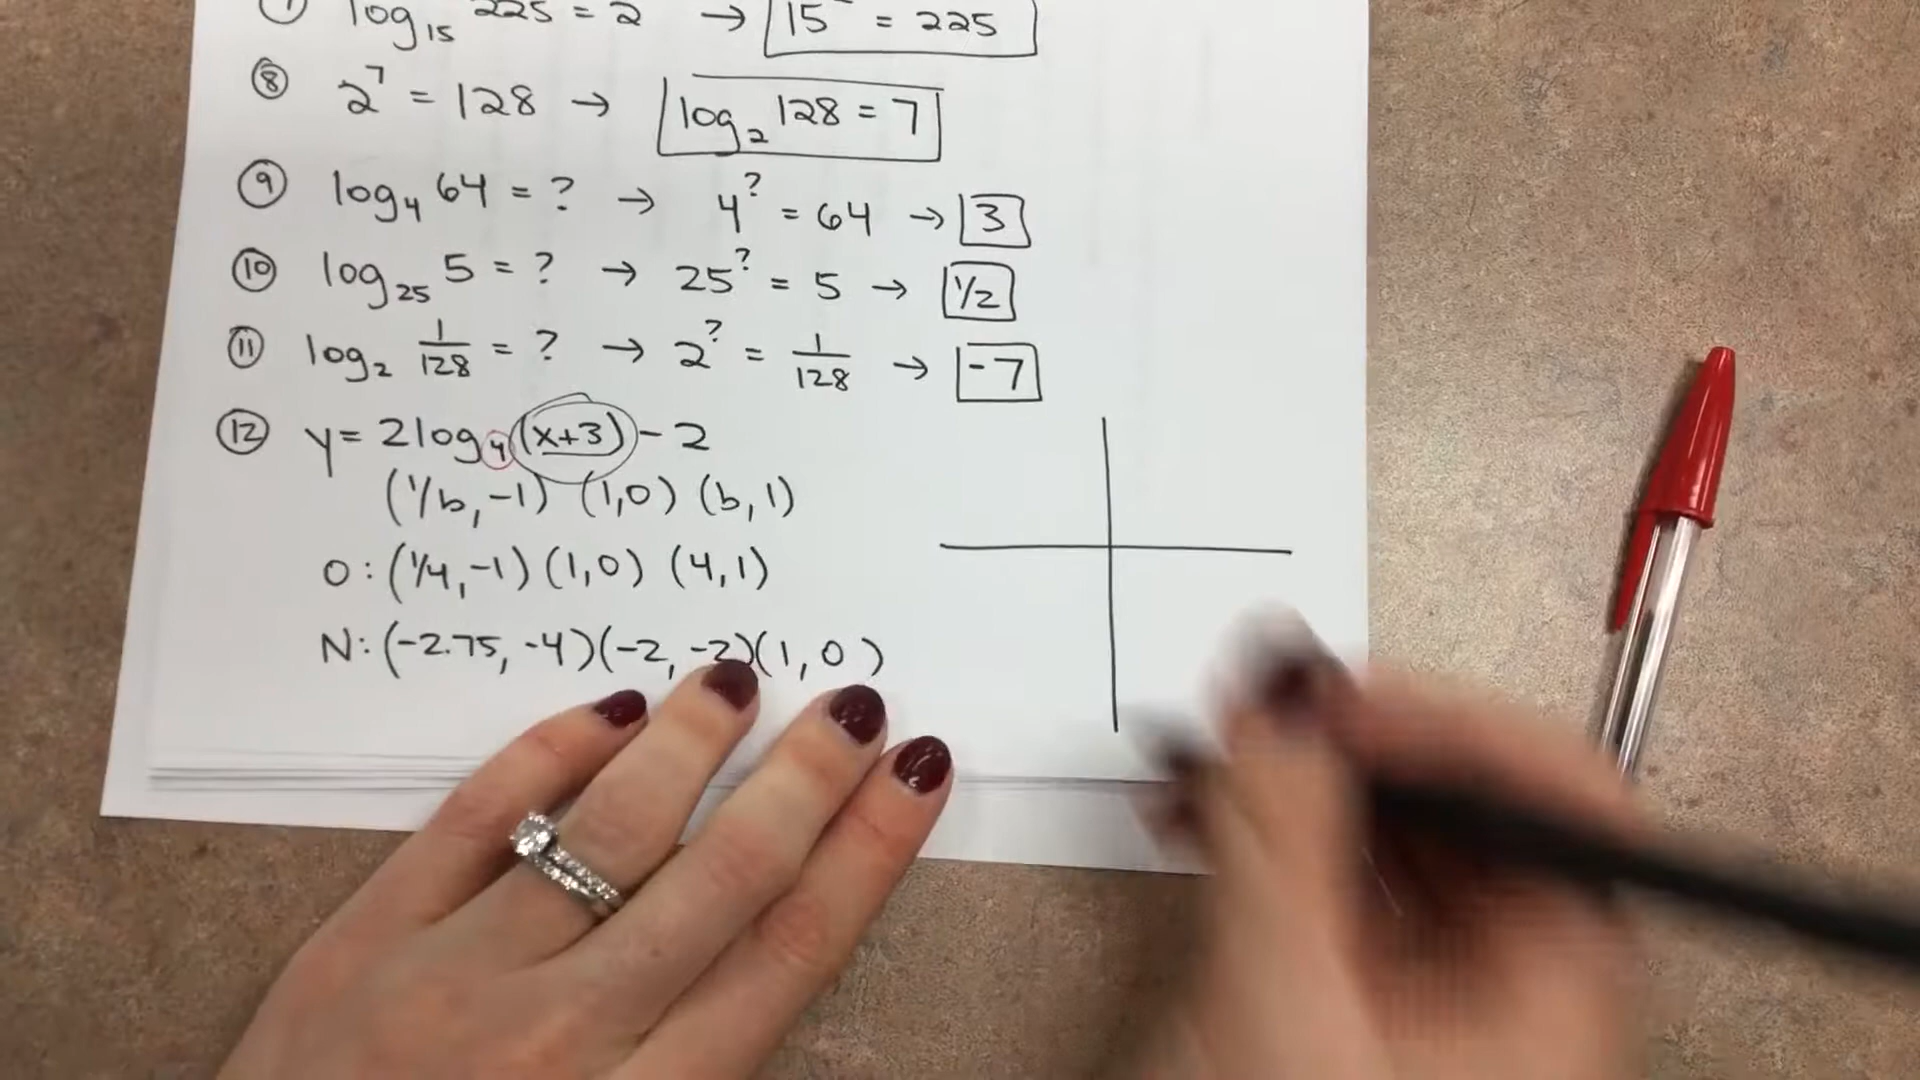 ⑦ log₁₅ 225 = 2 → 15² = 225
⑧ 2⁷ = 128 → log₂ 128 = 7
⑨ log₄ 64 = ? → 4^? = 64 → 3
⑩ log₂₅ 5 = ? → 25^? = 5 → 1/2
⑪ log₂ 1/128 = ? → 2^? = 1/128 → -7
⑫ y = 2log₄(x+3) - 2
(1/b, -1) (1, 0) (b, 1)
O: (1/4, -1) (1, 0) (4, 1)
N: (-2.75, -4) (-2, -2) (1, 0)